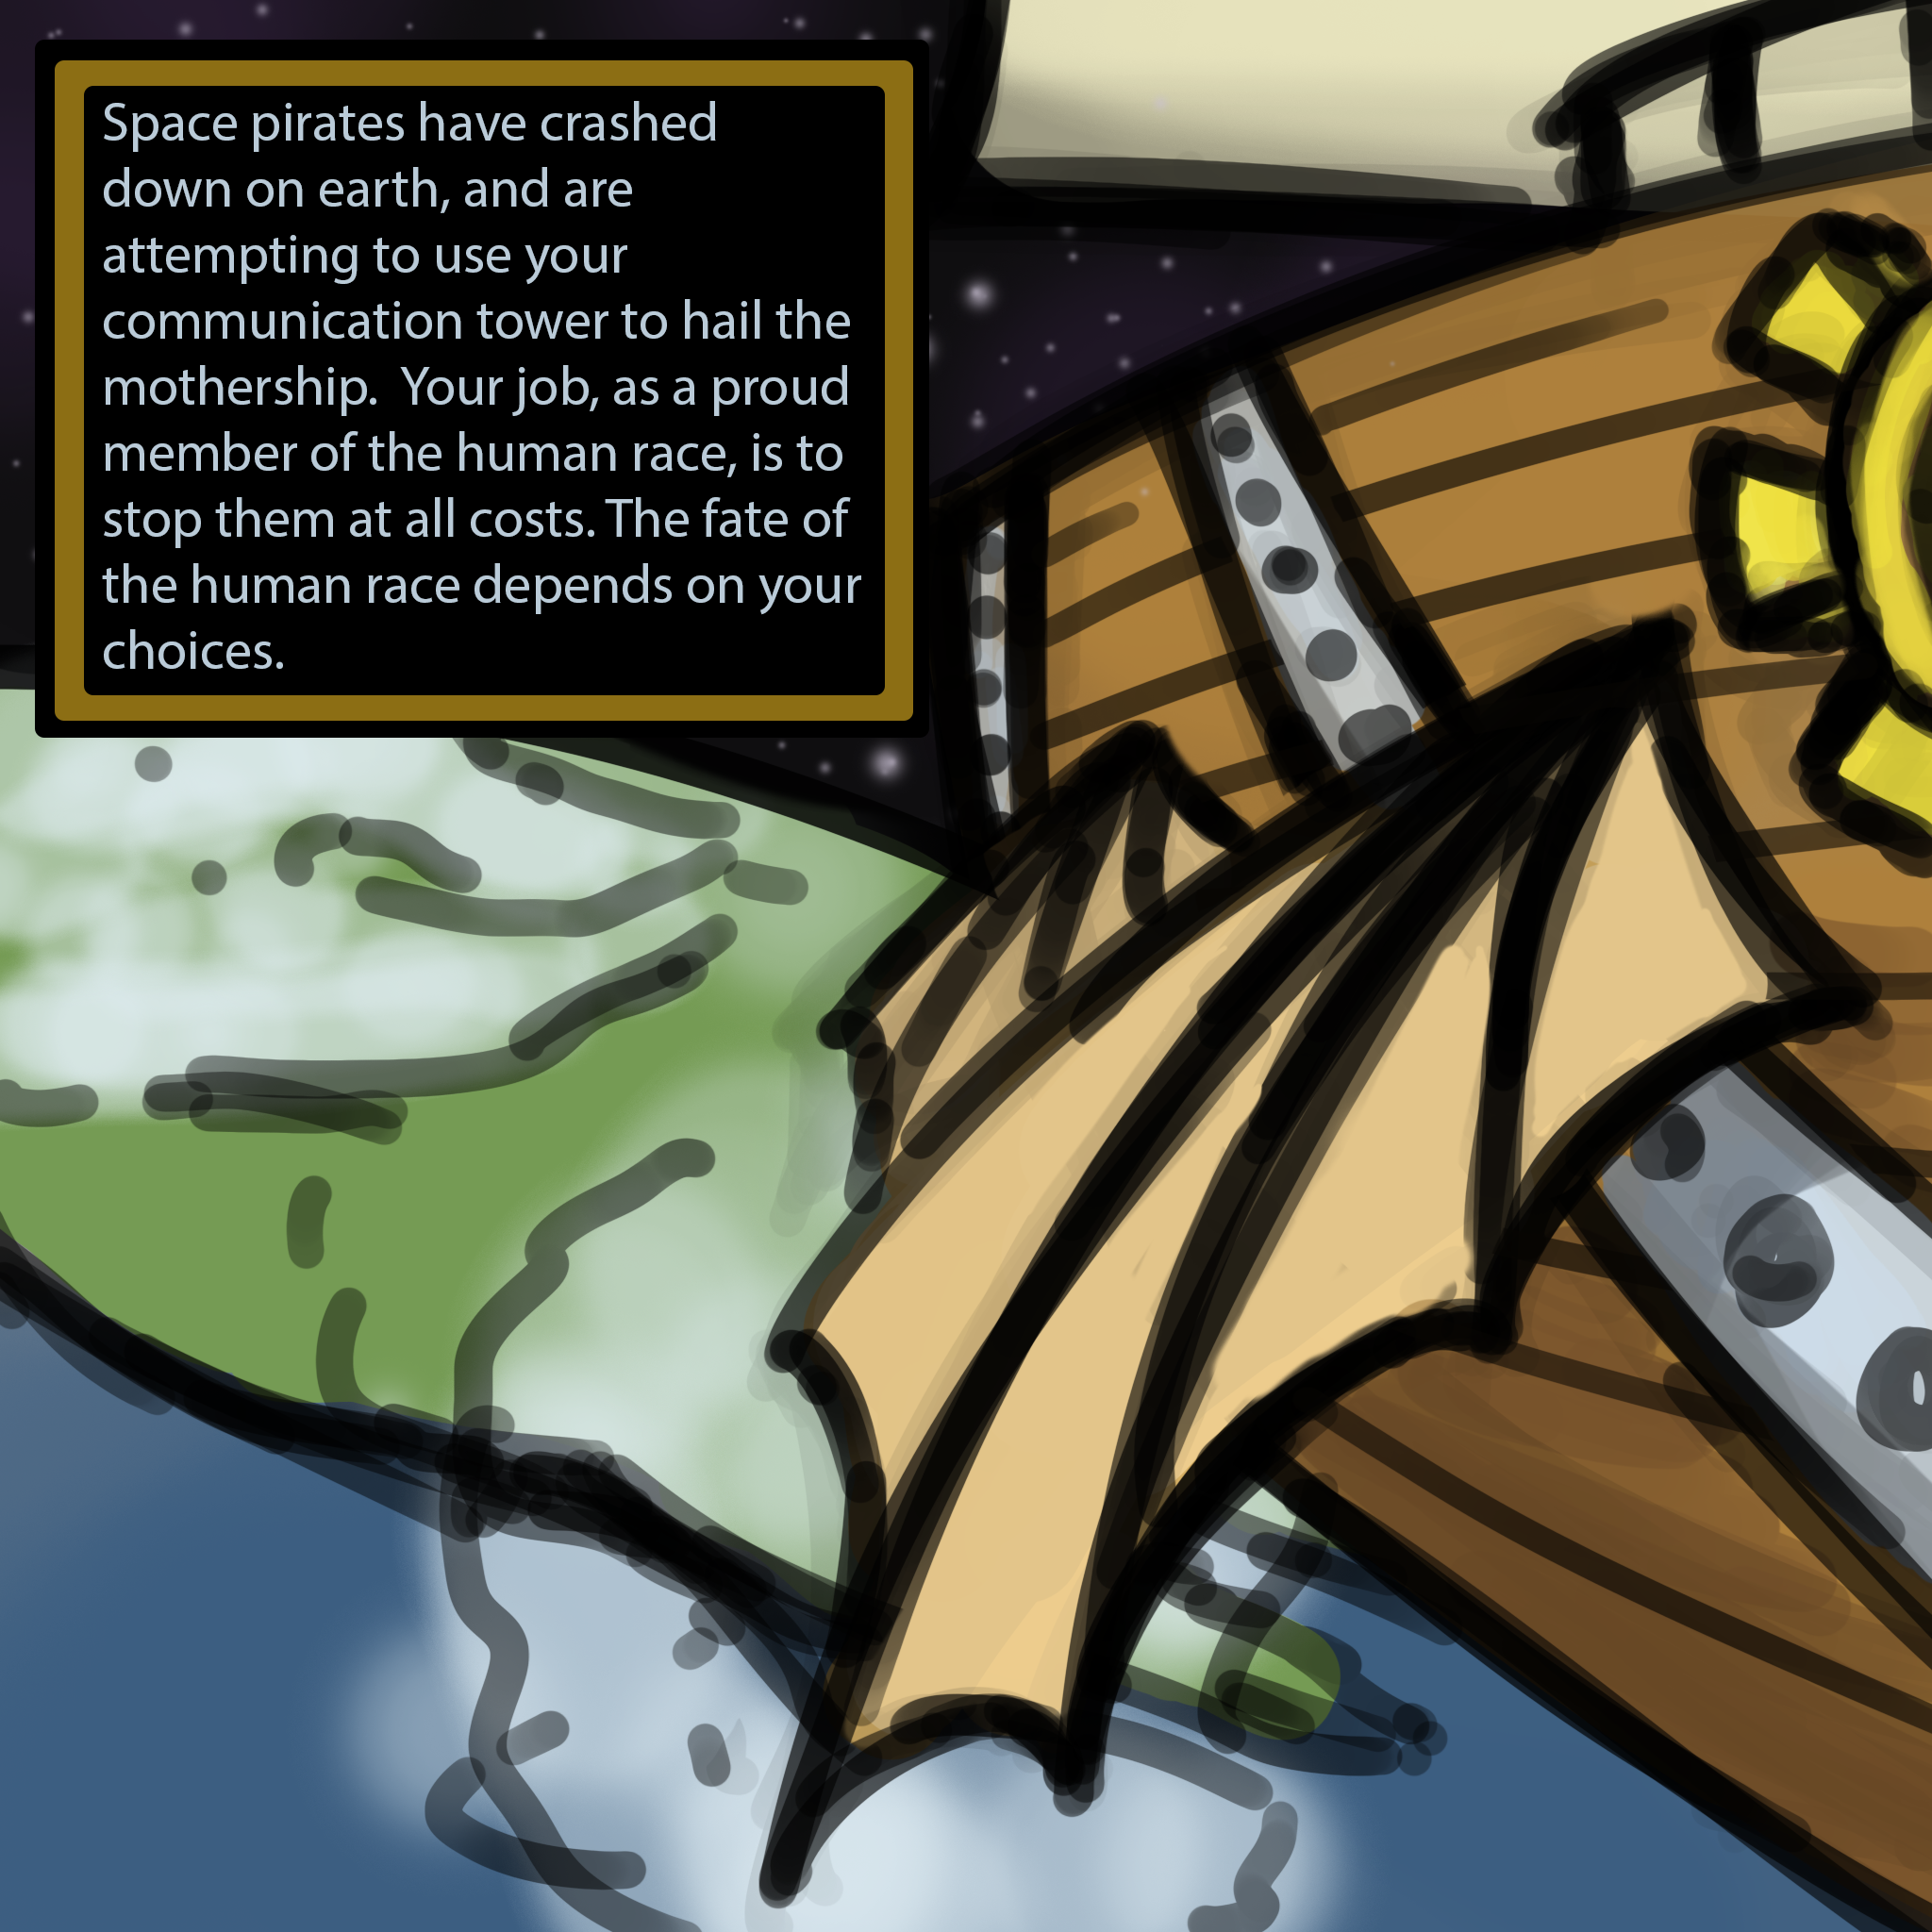 Space pirates have crashed
down on earth, and are
attempting to use your
communication tower to hail the
mothership.  Your job, as a proud
member of the human race, is to
stop them at all costs. The fate of
the human race depends on your
choices.